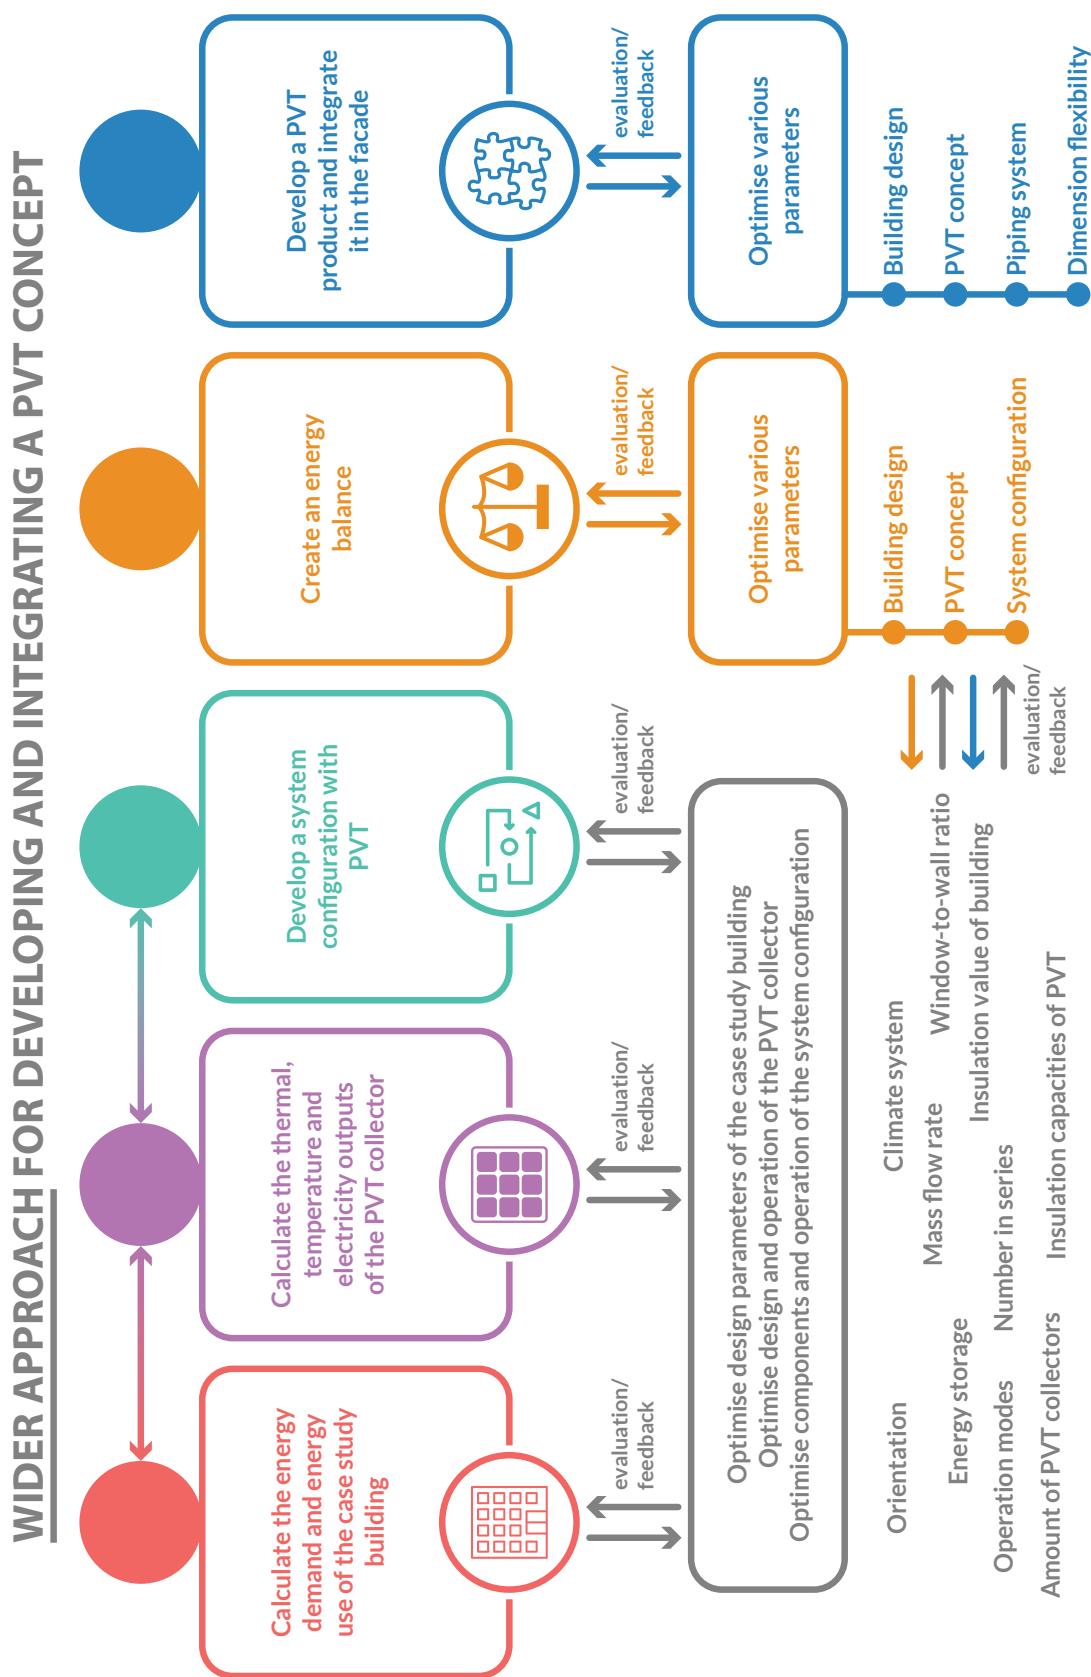 WIDER APPROACH FOR DEVELOPING AND INTEGRATING A PVT CONCEPT
Calculate the energy
demand and energy
use of the case study
building
Calculate the thermal,
temperature and
electricity outputs
of the PVT collector
Develop a system
configuration with
PVT
Create an energy
balance
Develop a PVT
product and integrate
it in the facade
evaluation/
feedback
evaluation/
feedback
evaluation/
feedback
evaluation/
feedback
evaluation/
feedback
Optimise design parameters of the case study building
Optimise design and operation of the PVT collector
Optimise components and operation of the system configuration
Optimise various
parameters
Optimise various
parameters
Orientation
Climate system
Mass flow rate
Window-to-wall ratio
Energy storage
Insulation value of building
Operation modes
Number in series
Amount of PVT collectors
Insulation capacities of PVT
evaluation/
feedback
Building design
PVT concept
System configuration
Building design
PVT concept
Piping system
Dimension flexibility